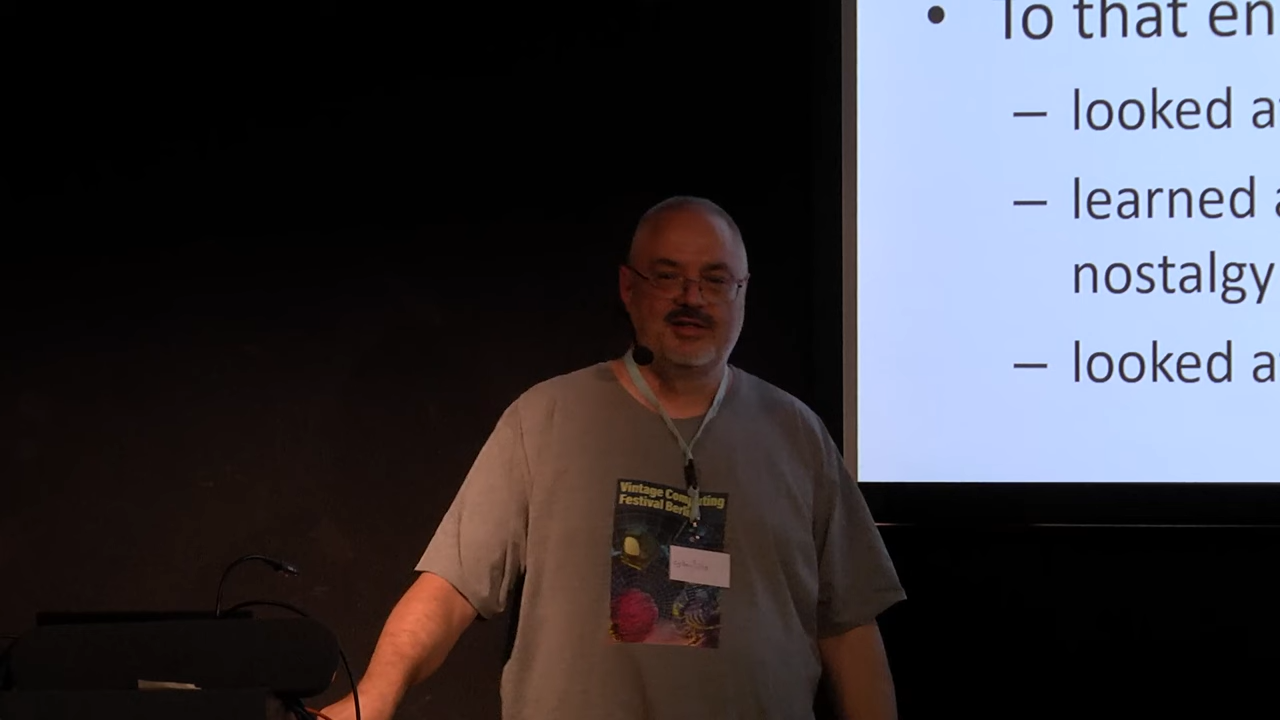 • To that en
– looked a
– learned a
nostalgy
– looked a
Vintage Computing
Festival Berlin